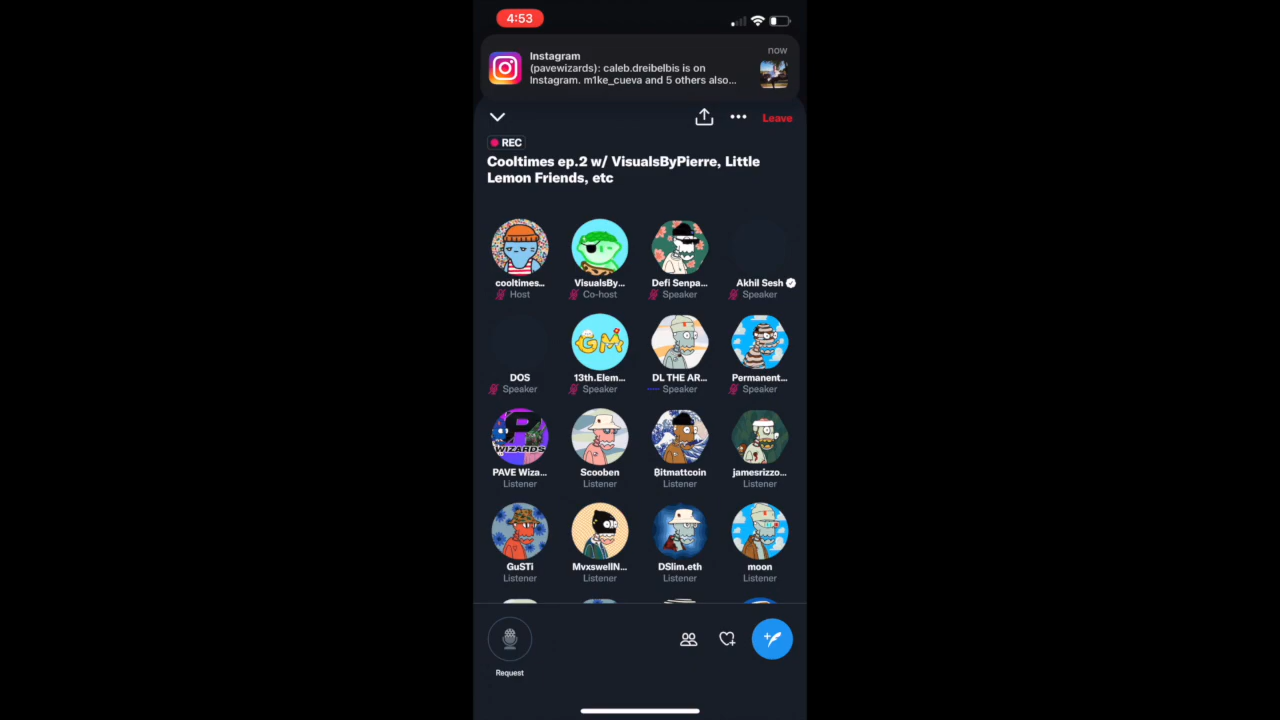 4:53
Instagram
now
(pavewizards): caleb.dreibelbis is on
Instagram. m1ke_cueva and 5 others also...
Leave
REC
Cooltimes ep.2 w/ VisualsByPierre, Little
Lemon Friends, etc
cooltimes... VisualsBy... Defi Senpa... Akhil Sesh
Host Co-host Speaker Speaker
GM
DOS 13th.Elem... DL THE AR... Permanent...
Speaker Speaker Speaker Speaker
P
WIZARDS
PAVE Wiza... Scooben ₿itmattcoin jamesrizzo...
Listener Listener Listener Listener
GuSTi MvxswellN... DSlim.eth moon
Listener Listener Listener Listener
Request